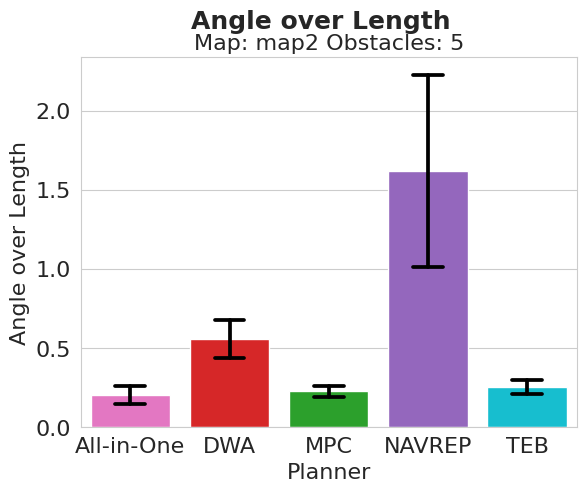 Angle over Length
Map: map2 Obstacles: 5
Angle over Length
2.0
1.5
1.0
0.5
0.0
All-in-One DWA MPC NAVREP TEB
Planner